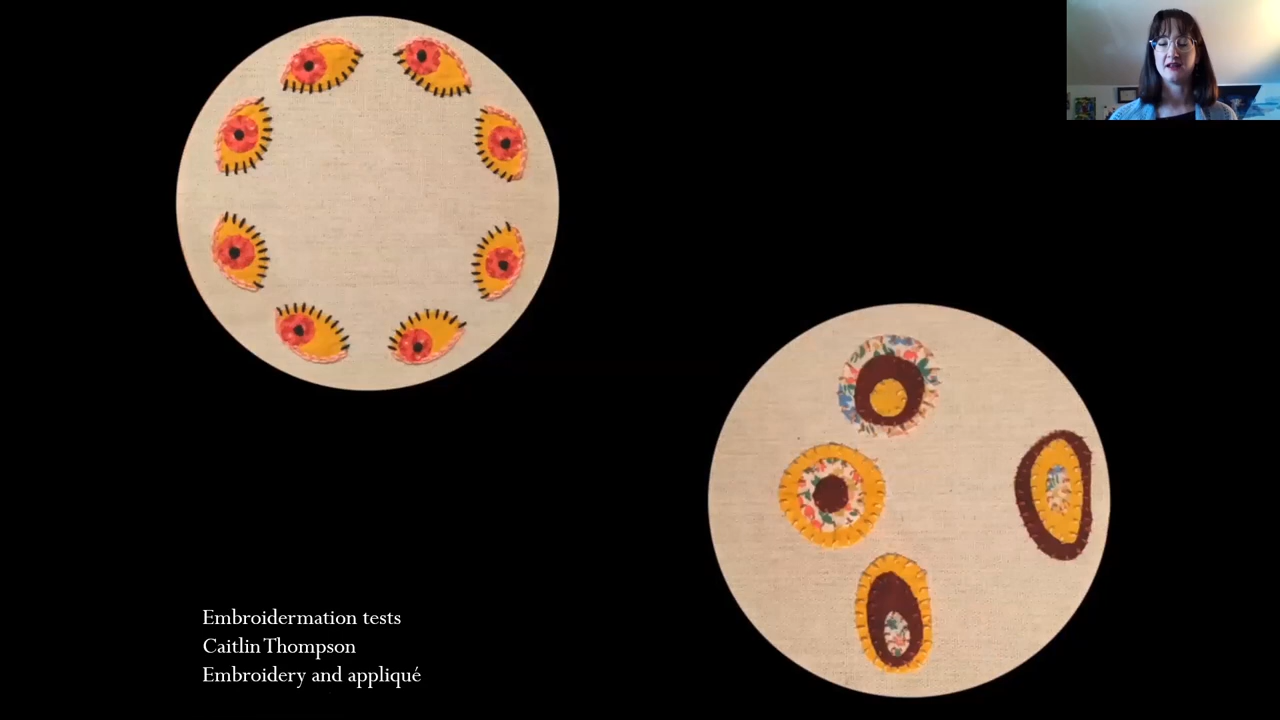 Embroidermation tests
Caitlin Thompson
Embroidery and appliqué